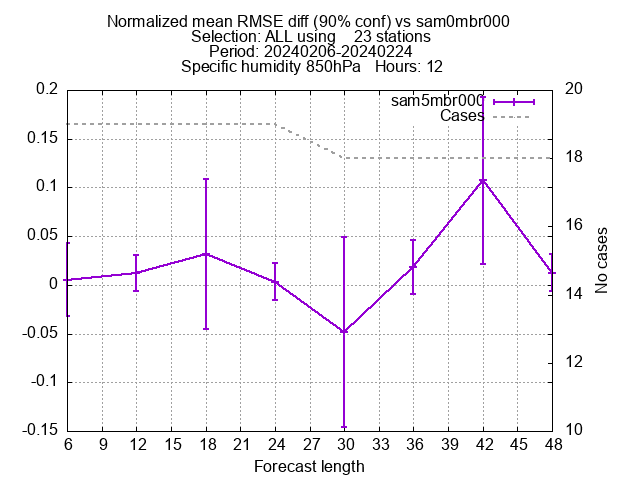 Normalized mean RMSE diff (90% conf) vs sam0mbr000
Selection: ALL using    23 stations
Period: 20240206-20240224
Specific humidity 850hPa   Hours: 12
sam5mbr000
Cases
0.2
0.15
0.1
0.05
0
-0.05
-0.1
-0.15
20
18
16
14
12
10
No cases
6 9 12 15 18 21 24 27 30 33 36 39 42 45 48
Forecast length